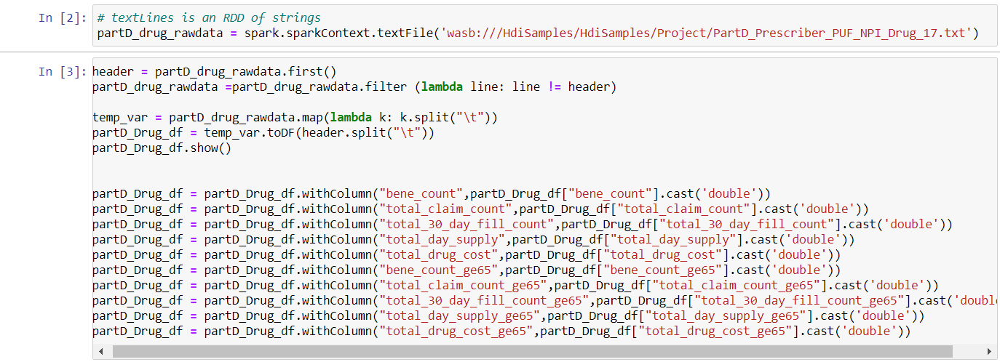 In [2]: # textLines is an RDD of strings
partD_drug_rawdata = spark.sparkContext.textFile('wasb:///HdiSamples/HdiSamples/Project/PartD_Prescriber_PUF_NPI_Drug_17.txt')
In [3]: header = partD_drug_rawdata.first()
partD_drug_rawdata =partD_drug_rawdata.filter (lambda line: line != header)
temp_var = partD_drug_rawdata.map(lambda k: k.split("\t"))
partD_Drug_df = temp_var.toDF(header.split("\t"))
partD_Drug_df.show()
partD_Drug_df = partD_Drug_df.withColumn("bene_count",partD_Drug_df["bene_count"].cast('double'))
partD_Drug_df = partD_Drug_df.withColumn("total_claim_count",partD_Drug_df["total_claim_count"].cast('double'))
partD_Drug_df = partD_Drug_df.withColumn("total_30_day_fill_count",partD_Drug_df["total_30_day_fill_count"].cast('double'))
partD_Drug_df = partD_Drug_df.withColumn("total_day_supply",partD_Drug_df["total_day_supply"].cast('double'))
partD_Drug_df = partD_Drug_df.withColumn("total_drug_cost",partD_Drug_df["total_drug_cost"].cast('double'))
partD_Drug_df = partD_Drug_df.withColumn("bene_count_ge65",partD_Drug_df["bene_count_ge65"].cast('double'))
partD_Drug_df = partD_Drug_df.withColumn("total_claim_count_ge65",partD_Drug_df["total_claim_count_ge65"].cast('double'))
partD_Drug_df = partD_Drug_df.withColumn("total_30_day_fill_count_ge65",partD_Drug_df["total_30_day_fill_count_ge65"].cast('doubl
partD_Drug_df = partD_Drug_df.withColumn("total_day_supply_ge65",partD_Drug_df["total_day_supply_ge65"].cast('double'))
partD_Drug_df = partD_Drug_df.withColumn("total_drug_cost_ge65",partD_Drug_df["total_drug_cost_ge65"].cast('double'))